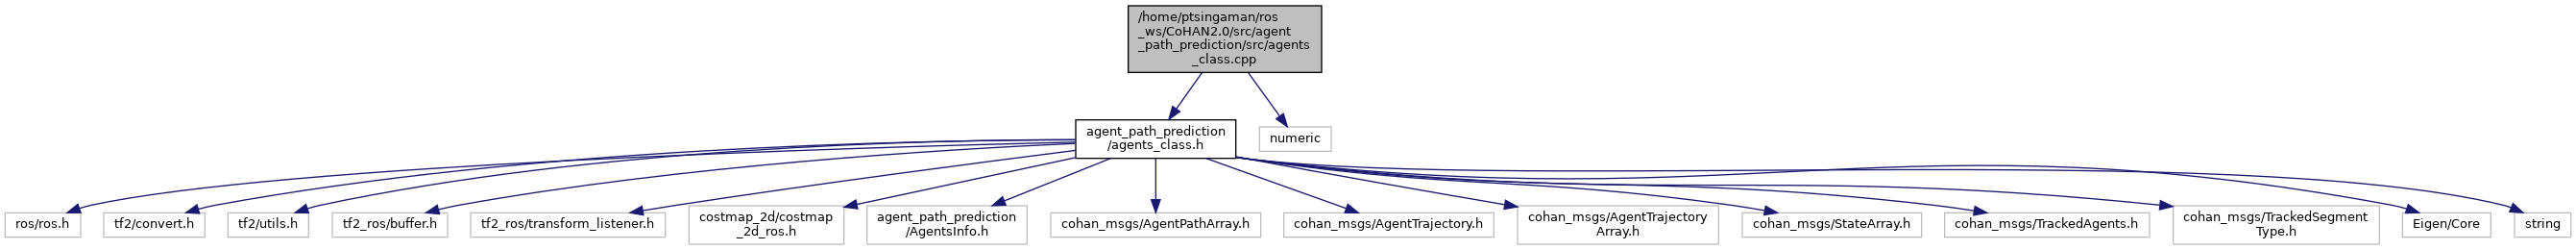 /home/ptsingaman/ros
_ws/CoHAN2.0/src/agent
_path_prediction/src/agents
_class.cpp
agent_path_prediction
/agents_class.h
numeric
ros/ros.h
tf2/convert.h
tf2/utils.h
tf2_ros/buffer.h
tf2_ros/transform_listener.h
costmap_2d/costmap
_2d_ros.h
agent_path_prediction
/AgentsInfo.h
cohan_msgs/AgentPathArray.h
cohan_msgs/AgentTrajectory.h
cohan_msgs/AgentTrajectory
Array.h
cohan_msgs/StateArray.h
cohan_msgs/TrackedAgents.h
cohan_msgs/TrackedSegment
Type.h
Eigen/Core
string